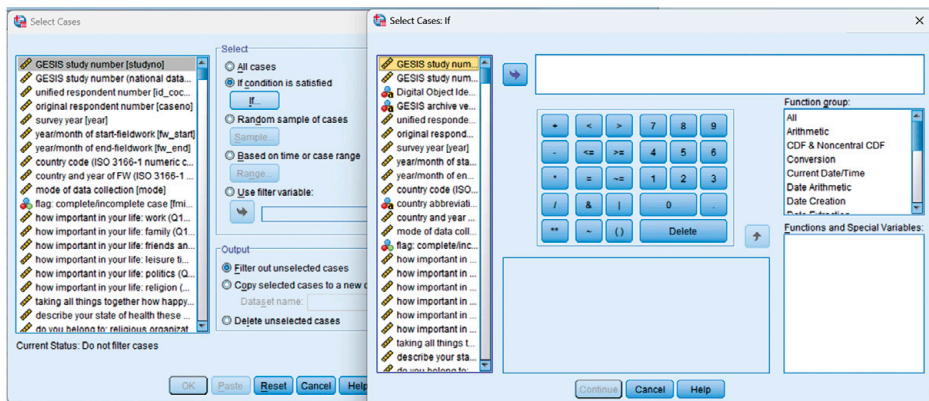 Select Cases
GESIS study number [studyno]
GESIS study number (national data...
unified respondent number [id_coc...
original respondent number [caseno]
survey year [year]
year/month of start-fieldwork [fw_start]
year/month of end-fieldwork [fw_end]
country code (ISO 3166-1 numeric c...
country and year of FW (ISO 3166-1 ...
mode of data collection [mode]
flag: complete/incomplete case [fmi...
how important in your life: work (Q1...
how important in your life: family (Q1...
how important in your life: friends an...
how important in your life: leisure ti...
how important in your life: politics (Q...
how important in your life: religion (...
taking all things together how happy...
describe your state of health these ...
do you belong to: religious organizat...
Current Status: Do not filter cases
Select
All cases
If condition is satisfied
If...
Random sample of cases
Sample...
Based on time or case range
Range...
Use filter variable:
Output
Filter out unselected cases
Copy selected cases to a new d
Dataset name:
Delete unselected cases
OK
Paste
Reset
Cancel
Help
Select Cases: If
GESIS study num...
GESIS study num...
Digital Object Ide...
GESIS archive ve...
unified responde...
original respond...
survey year [year]
year/month of sta...
year/month of en...
country code (ISO...
country abbreviati...
country and year ...
mode of data coll...
flag: complete/inc...
how important in ...
how important in ...
how important in ...
how important in ...
how important in ...
how important in ...
taking all things t...
describe your sta...
do you belong to:...
+ < > 7 8 9
- <= >= 4 5 6
* = ~= 1 2 3
/ & | 0 .
** ~ ( ) Delete
Function group:
All
Arithmetic
CDF & Noncentral CDF
Conversion
Current Date/Time
Date Arithmetic
Date Creation
Date Extraction
Functions and Special Variables:
Continue
Cancel
Help